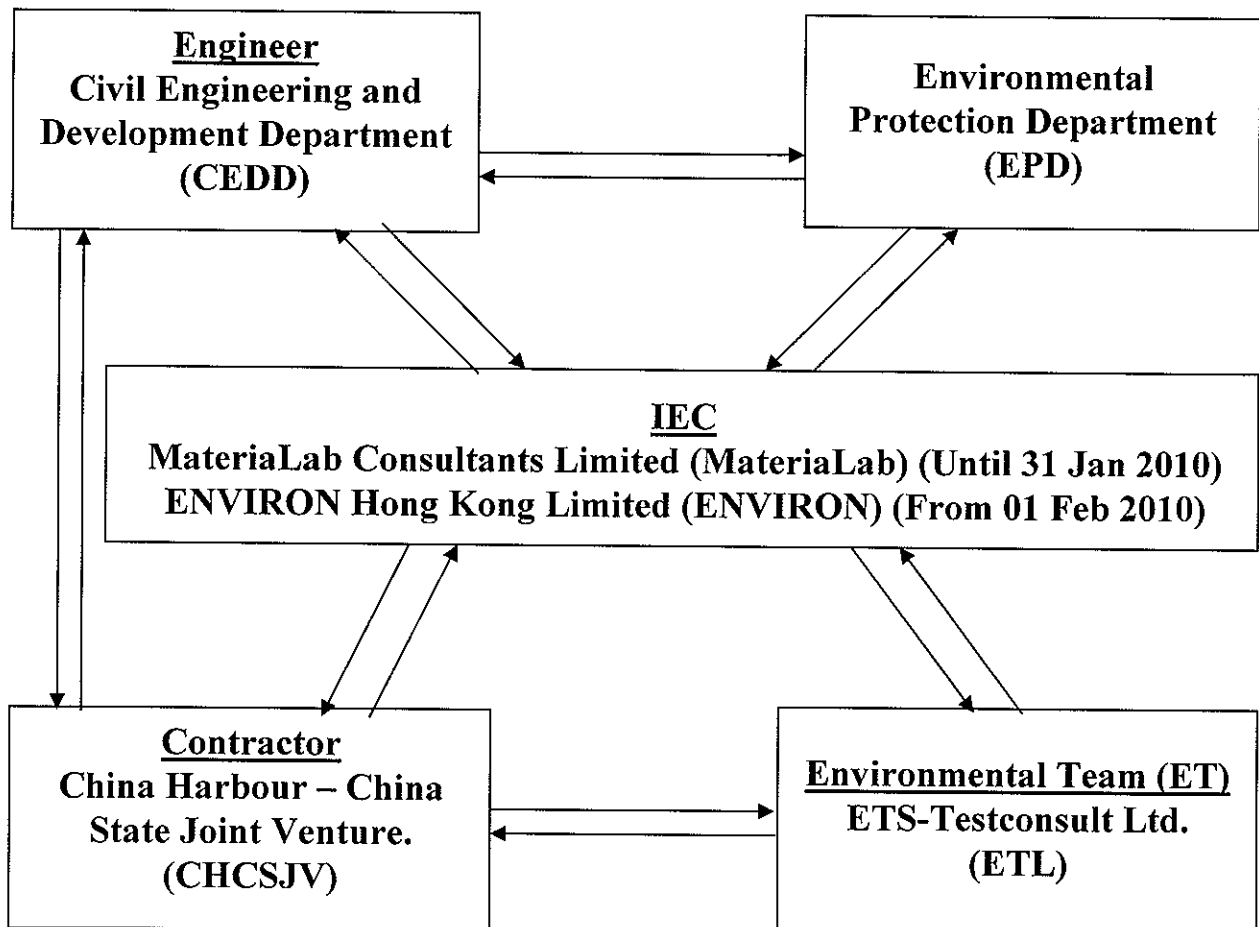 Engineer
Civil Engineering and
Development Department
(CEDD)
Environmental
Protection Department
(EPD)
IEC
MateriaLab Consultants Limited (MateriaLab) (Until 31 Jan 2010)
ENVIRON Hong Kong Limited (ENVIRON) (From 01 Feb 2010)
Contractor
China Harbour – China
State Joint Venture.
(CHCSJV)
Environmental Team (ET)
ETS-Testconsult Ltd.
(ETL)